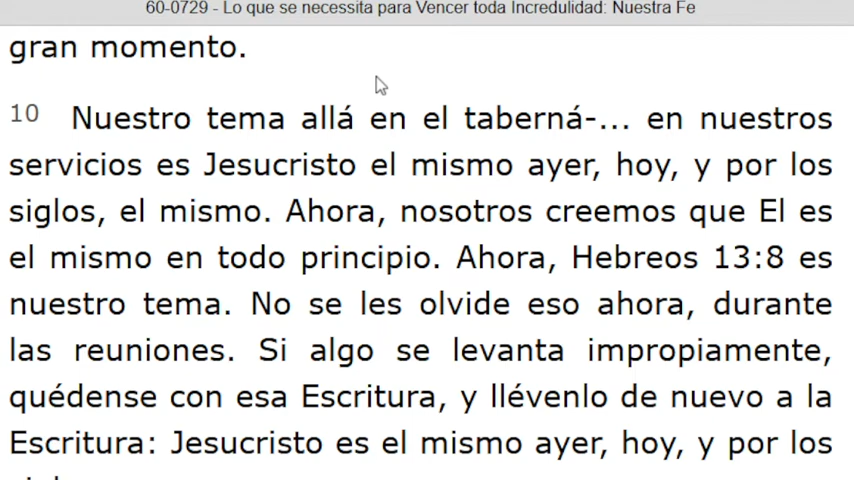 60-0729 - Lo que se necessita para Vencer toda Incredulidad: Nuestra Fe
gran momento.
10 Nuestro tema allá en el taberná-... en nuestros
servicios es Jesucristo el mismo ayer, hoy, y por los
siglos, el mismo. Ahora, nosotros creemos que El es
el mismo en todo principio. Ahora, Hebreos 13:8 es
nuestro tema. No se les olvide eso ahora, durante
las reuniones. Si algo se levanta impropiamente,
quédense con esa Escritura, y llévenlo de nuevo a la
Escritura: Jesucristo es el mismo ayer, hoy, y por los